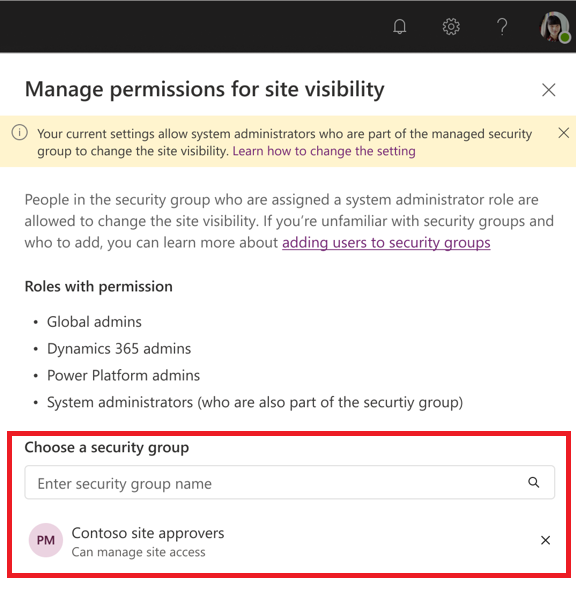 Manage permissions for site visibility
Your current settings allow system administrators who are part of the managed security
group to change the site visibility. Learn how to change the setting
People in the security group who are assigned a system administrator role are
allowed to change the site visibility. If you’re unfamiliar with security groups and
who to add, you can learn more about adding users to security groups
Roles with permission
• Global admins
• Dynamics 365 admins
• Power Platform admins
• System administrators (who are also part of the securtiy group)
Choose a security group
Enter security group name
PM
Contoso site approvers
Can manage site access